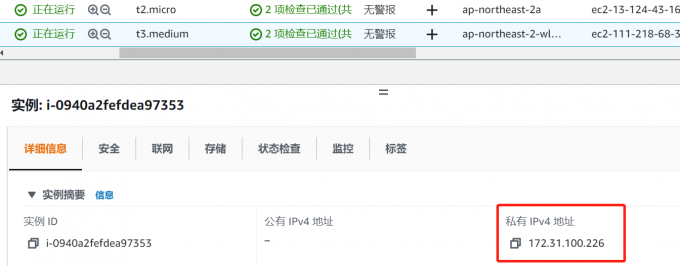 正在运行 t2.micro 2 项检查已通过(共 无警报 + ap-northeast-2a ec2-13-124-43-16
正在运行 t3.medium 2 项检查已通过(共 无警报 + ap-northeast-2-wl... ec2-111-218-68-3
实例: i-0940a2fefdea97353
详细信息 安全 联网 存储 状态检查 监控 标签
▼ 实例摘要 信息
实例 ID 公有 IPv4 地址 私有 IPv4 地址
i-0940a2fefdea97353 – 172.31.100.226